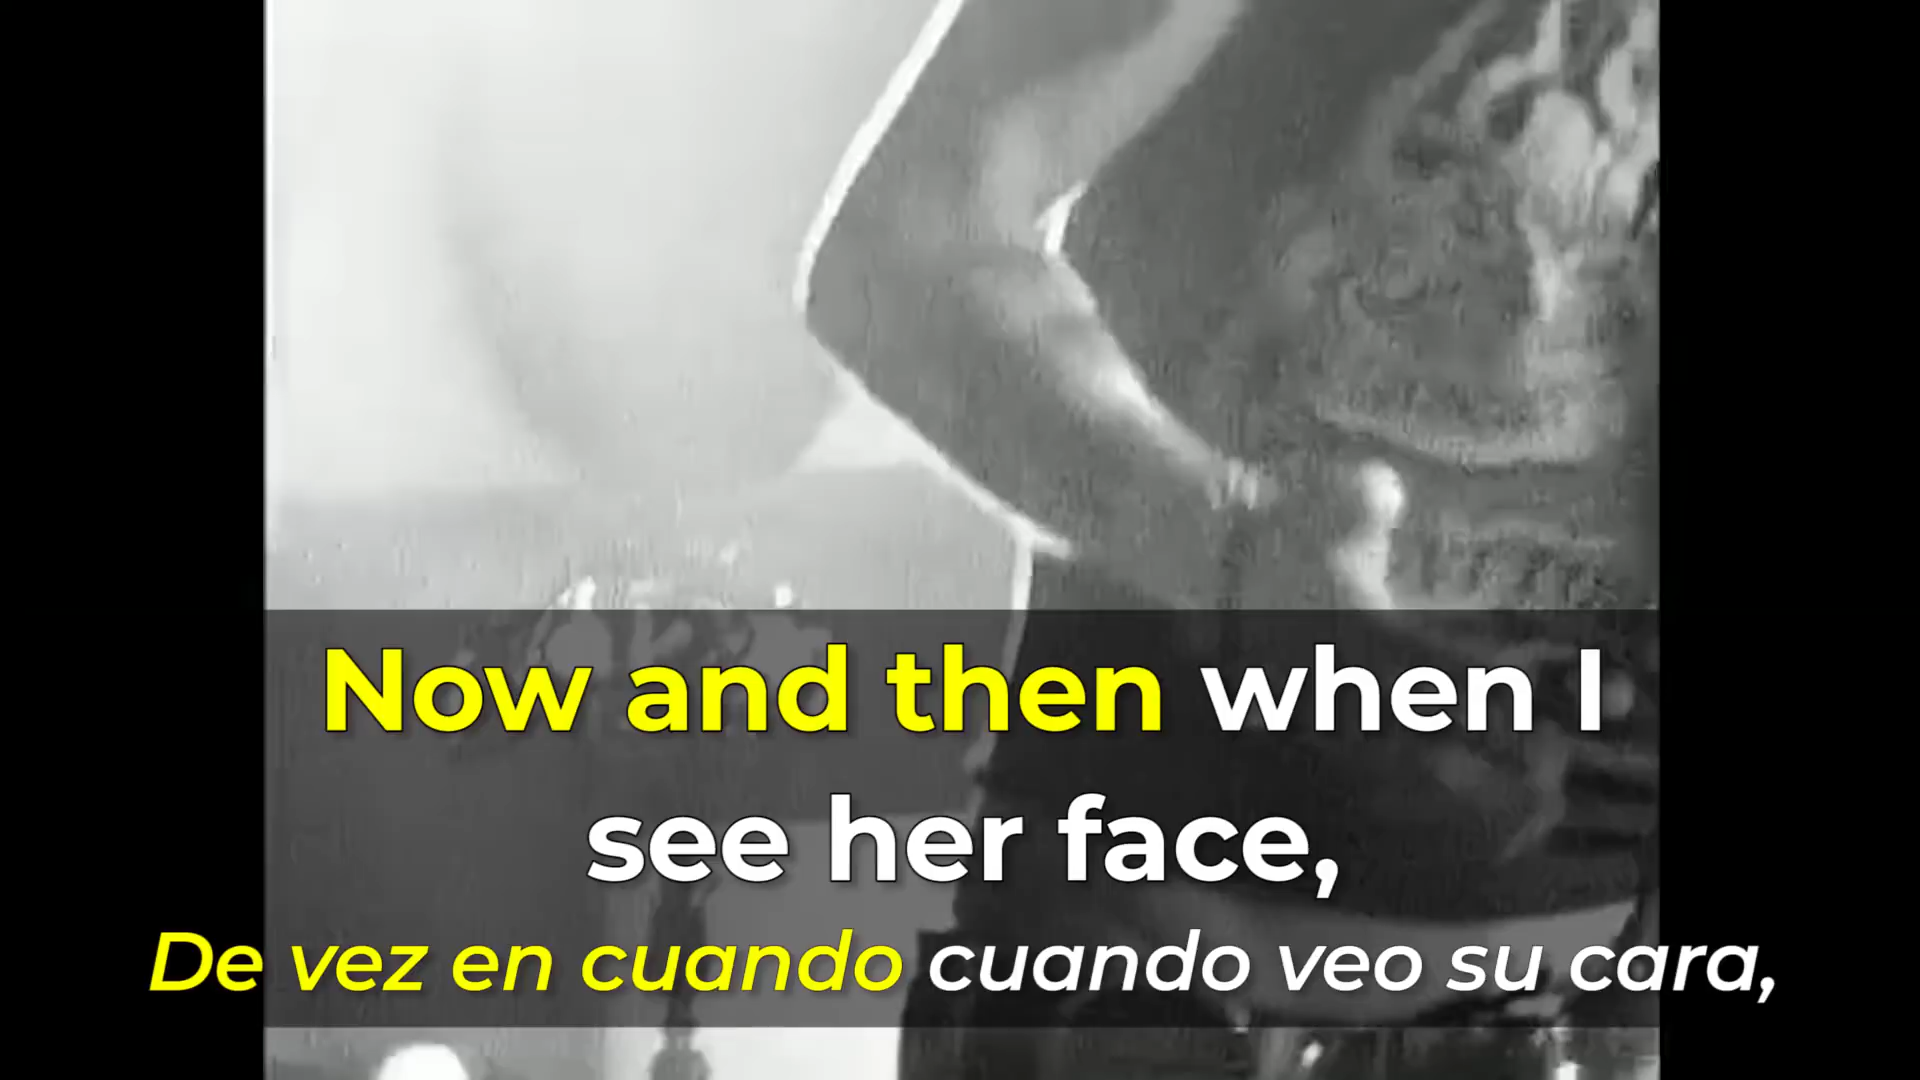 Now and then when I
see her face,
De vez en cuando cuando veo su cara,